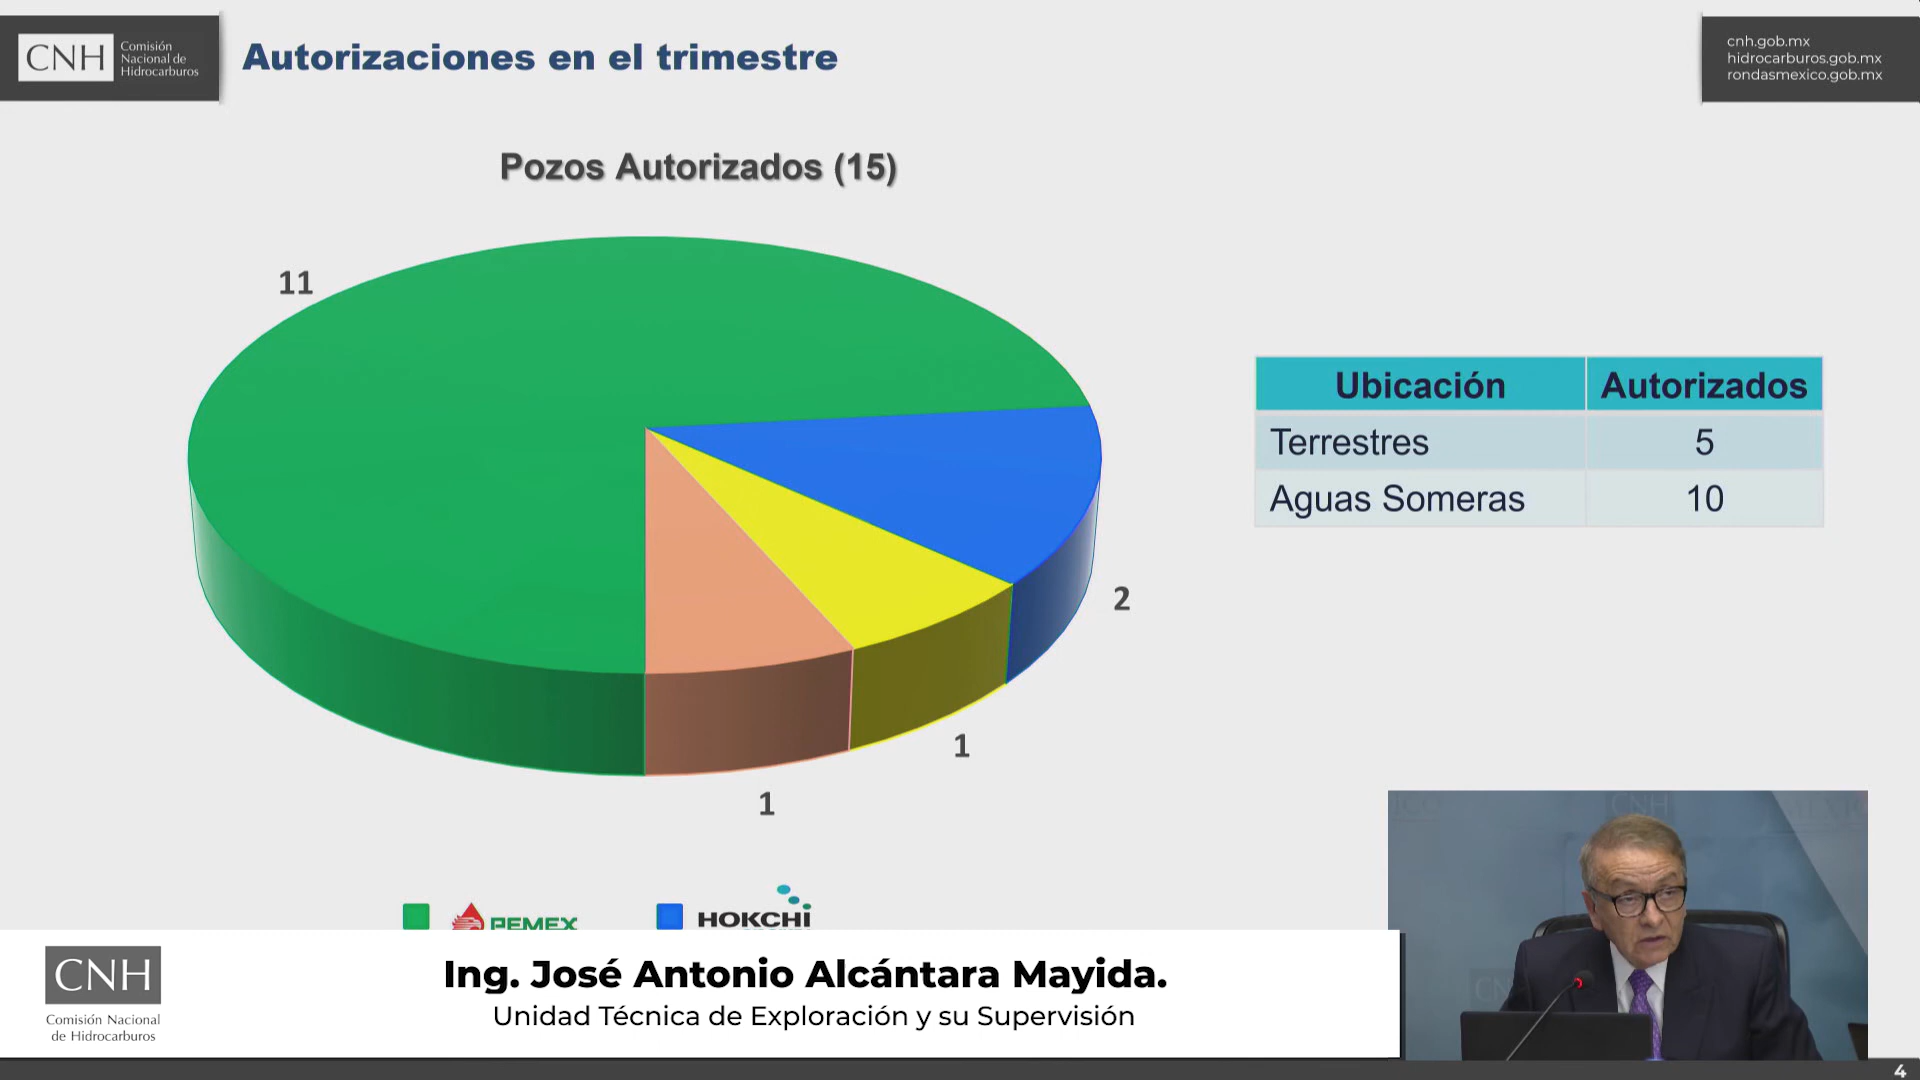 CNH
Comisión
Nacional de
Hidrocarburos
Autorizaciones en el trimestre
cnh.gob.mx
hidrocarburos.gob.mx
rondasmexico.gob.mx
Pozos Autorizados (15)
11
2
1
1
Ubicación Autorizados
Terrestres 5
Aguas Someras 10
PEMEX
HOKCHI
CNH
Comisión Nacional
de Hidrocarburos
Ing. José Antonio Alcántara Mayida.
Unidad Técnica de Exploración y su Supervisión
CNH
4